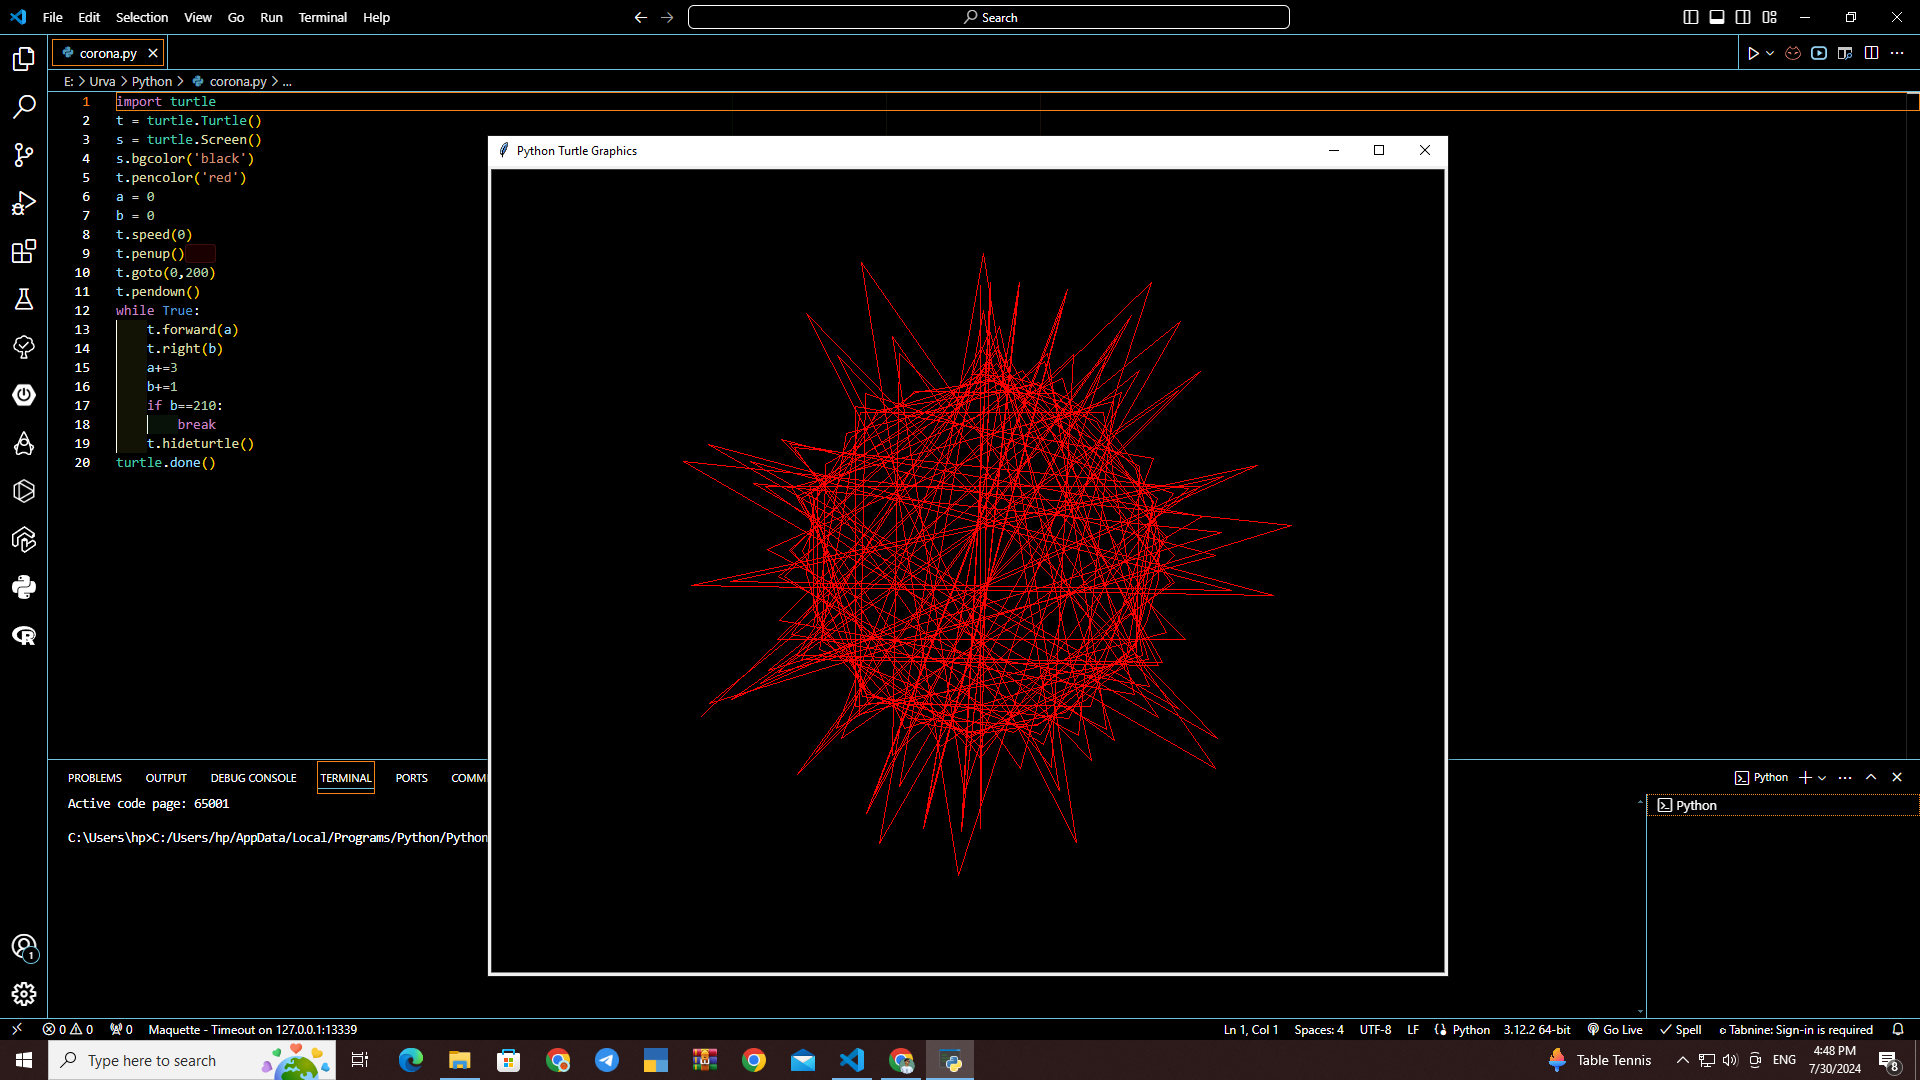 File Edit Selection View Go Run Terminal Help
Search
corona.py
E: > Urva > Python > corona.py > ...
1 import turtle
2 t = turtle.Turtle()
3 s = turtle.Screen()
4 s.bgcolor('black')
5 t.pencolor('red')
6 a = 0
7 b = 0
8 t.speed(0)
9 t.penup()
10 t.goto(0,200)
11 t.pendown()
12 while True:
13     t.forward(a)
14     t.right(b)
15     a+=3
16     b+=1
17     if b==210:
18         break
19     t.hideturtle()
20 turtle.done()
Python Turtle Graphics
PROBLEMS OUTPUT DEBUG CONSOLE TERMINAL PORTS COMM
Python
Active code page: 65001
Python
C:\Users\hp>C:/Users/hp/AppData/Local/Programs/Python/Python
1
0 0 0 Maquette - Timeout on 127.0.0.1:13339
Ln 1, Col 1 Spaces: 4 UTF-8 LF Python 3.12.2 64-bit Go Live Spell Tabnine: Sign-in is required
Type here to search
Table Tennis
ENG
4:48 PM
7/30/2024
8